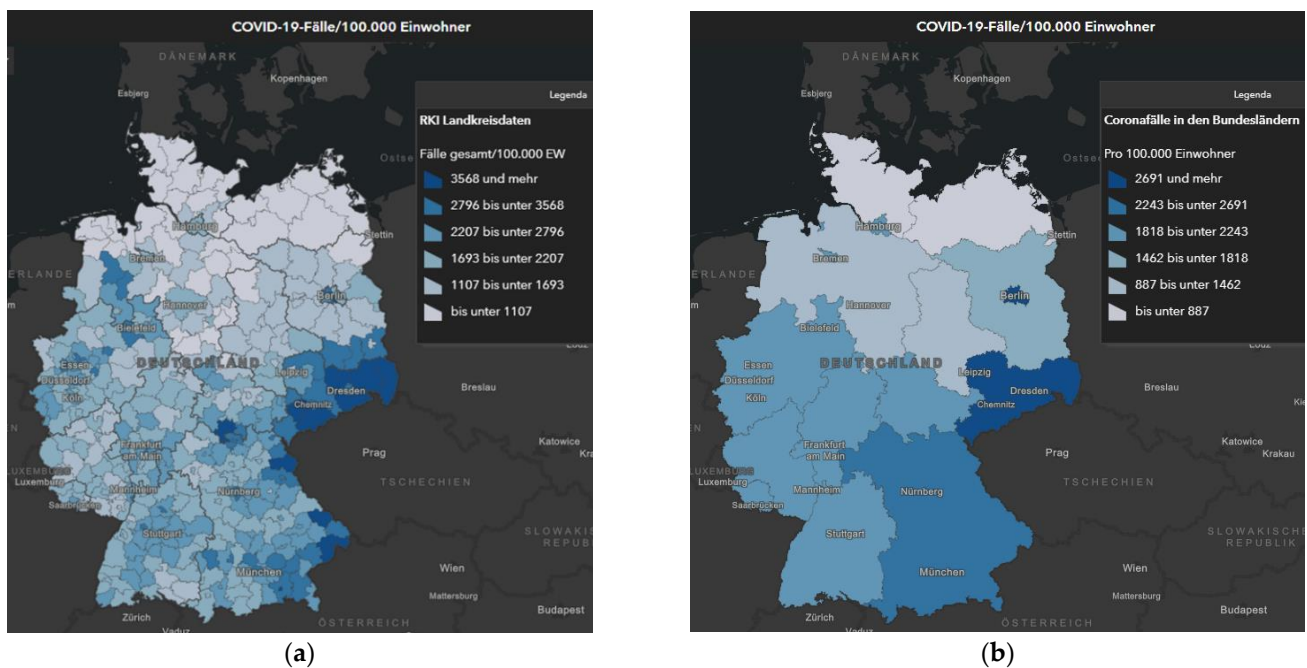 COVID-19-Fälle/100.000 Einwohner
DÄNEMARK
Kopenhagen
Esbjerg
Legenda
RKI Landkreisdaten
Fälle gesamt/100.000 EW
3568 und mehr
2796 bis unter 3568
2207 bis unter 2796
1693 bis unter 2207
1107 bis unter 1693
bis unter 1107
Ostse
Hamburg
Stettin
Bremen
ERLANDE
Berlin
Hannover
Bielefeld
DEUTSCHLAND
Essen
Düsseldorf
Köln
Leipzig
Dresden
Chemnitz
Breslau
Frankfurt
am Main
Prag
Katowice
Kra
LUXEMBURG
Luxemburg
Mannheim
Nürnberg
TSCHECHIEN
Saarbrücken
Stuttgart
SLOWAKIS
REPUB
München
Wien
Mattersburg
Zürich
Vaduz
ÖSTERREICH
Budapest
(a)
COVID-19-Fälle/100.000 Einwohner
DÄNEMARK
Kopenhagen
Esbjerg
Legenda
Coronafälle in den Bundesländern
Pro 100.000 Einwohner
2691 und mehr
2243 bis unter 2691
1818 bis unter 2243
1462 bis unter 1818
887 bis unter 1462
bis unter 887
Ostse
Hamburg
Stettin
Bremen
ERLANDE
Berlin
Hannover
Bielefeld
DEUTSCHLAND
Essen
Düsseldorf
Köln
Leipzig
Dresden
Chemnitz
Breslau
Frankfurt
am Main
Prag
Katowice
Krakau
LUXEMBURG
Luxemburg
Mannheim
Nürnberg
TSCHECHIEN
Saarbrücken
Stuttgart
SLOWAKISCHE
REPUBLIK
München
Wien
Mattersburg
Zürich
Vaduz
ÖSTERREICH
Budapest
(b)